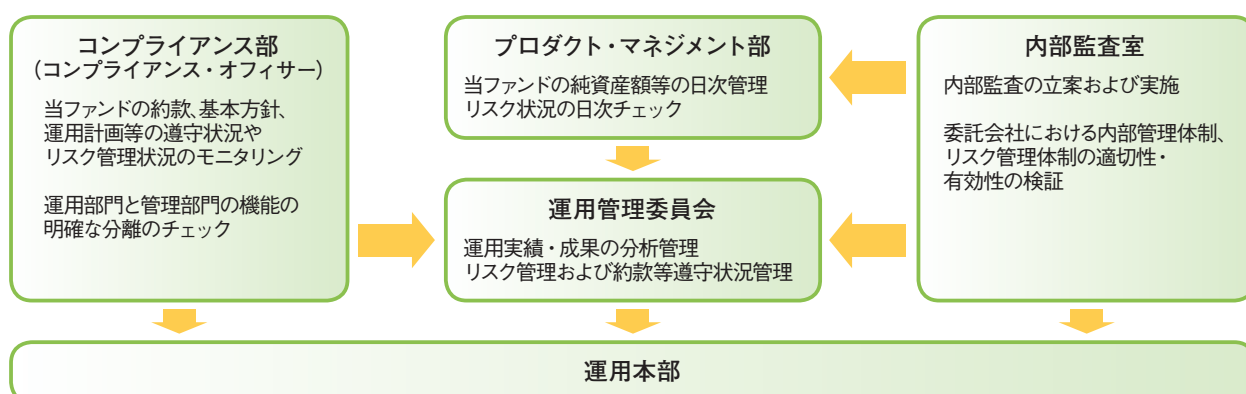 コンプライアンス部
(コンプライアンス・オフィサー)
当ファンドの約款、基本方針、
運用計画等の遵守状況や
リスク管理状況のモニタリング
運用部門と管理部門の機能の
明確な分離のチェック
プロダクト・マネジメント部
当ファンドの純資産額等の日次管理
リスク状況の日次チェック
運用管理委員会
運用実績・成果の分析管理
リスク管理および約款等遵守状況管理
内部監査室
内部監査の立案および実施
委託会社における内部管理体制、
リスク管理体制の適切性・
有効性の検証
運用本部